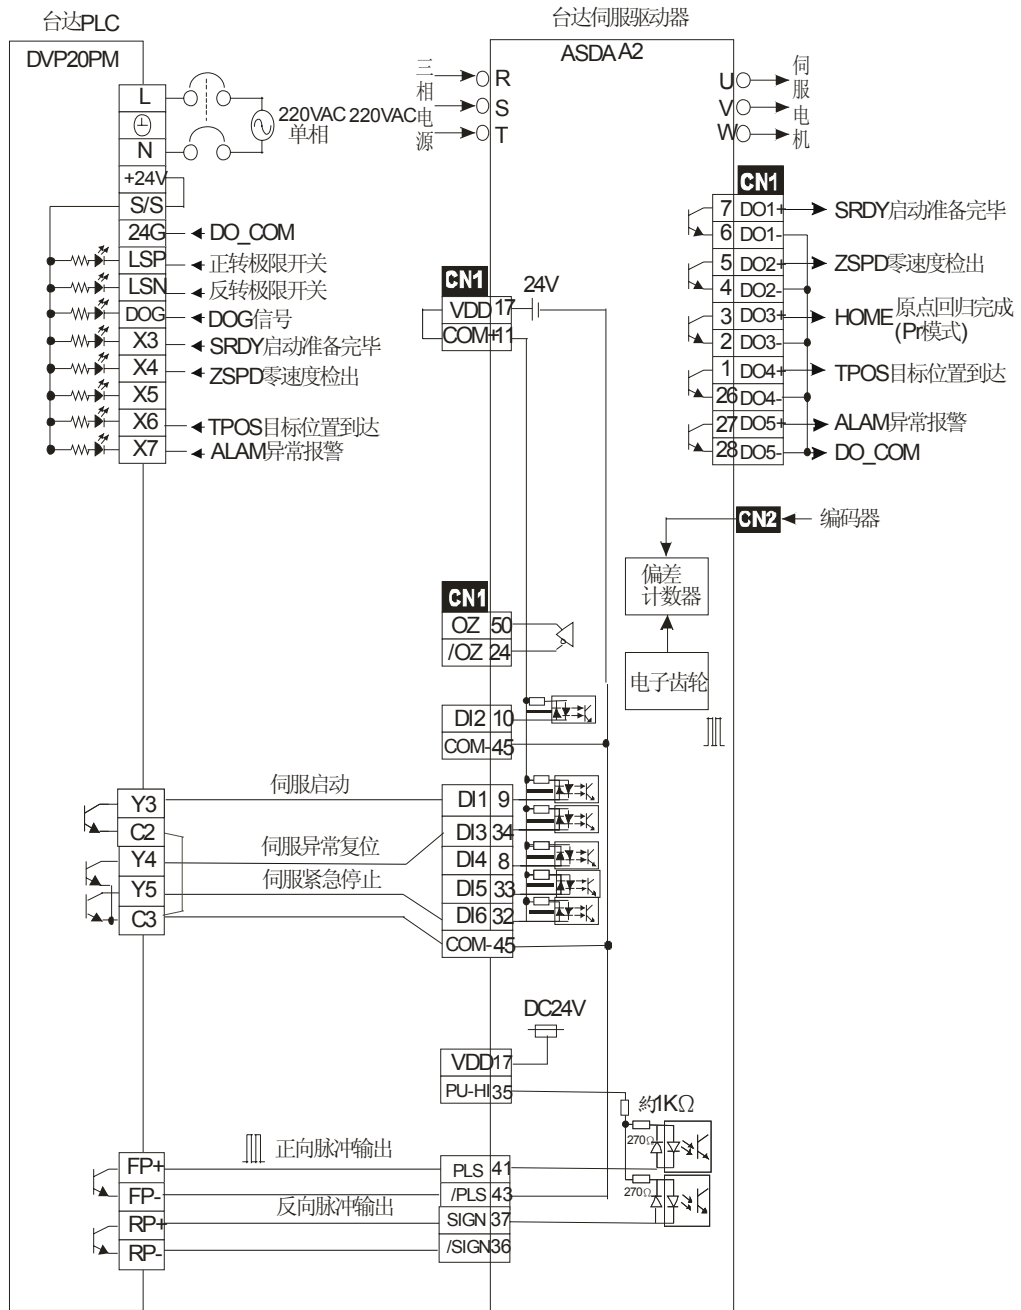 台达PLC
DVP20PM
L
N
+24V
S/S
24G
LSP
LSN
DOG
X3
X4
X5
X6
X7
220VAC
单相
DO_COM
正转极限开关
反转极限开关
DOG信号
SRDY启动准备完毕
ZSPD零速度检出
TPOS目标位置到达
ALAM异常报警
Y3
C2
Y4
Y5
C3
伺服启动
伺服异常复位
伺服紧急停止
FP+
FP-
RP+
RP-
正向脉冲输出
反向脉冲输出
台达伺服驱动器
ASDA A2
220VAC
三相电源
R
S
T
U
V
W
伺服电机
CN1
VDD 17
COM+ 11
24V
CN1
OZ 50
/OZ 24
DI2 10
COM- 45
DI1 9
DI3 34
DI4 8
DI5 33
DI6 32
COM- 45
DC24V
VDD 17
PU-HI 35
PLS 41
/PLS 43
SIGN 37
/SIGN 36
约1KΩ
270Ω
270Ω
CN1
7 DO1+ SRDY启动准备完毕
6 DO1-
5 DO2+ ZSPD零速度检出
4 DO2-
3 DO3+ HOME原点回归完成
(Pr模式)
2 DO3-
1 DO4+ TPOS目标位置到达
26 DO4-
27 DO5+ ALAM异常报警
28 DO5- DO_COM
CN2 编码器
偏差
计数器
电子齿轮